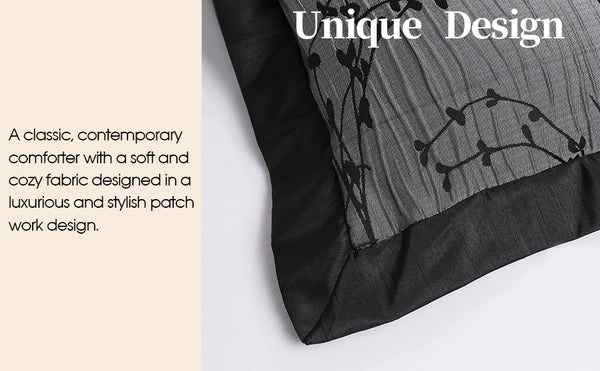 Unique Design
A classic, contemporary
comforter with a soft and
cozy fabric designed in a
luxurious and stylish patch
work design.